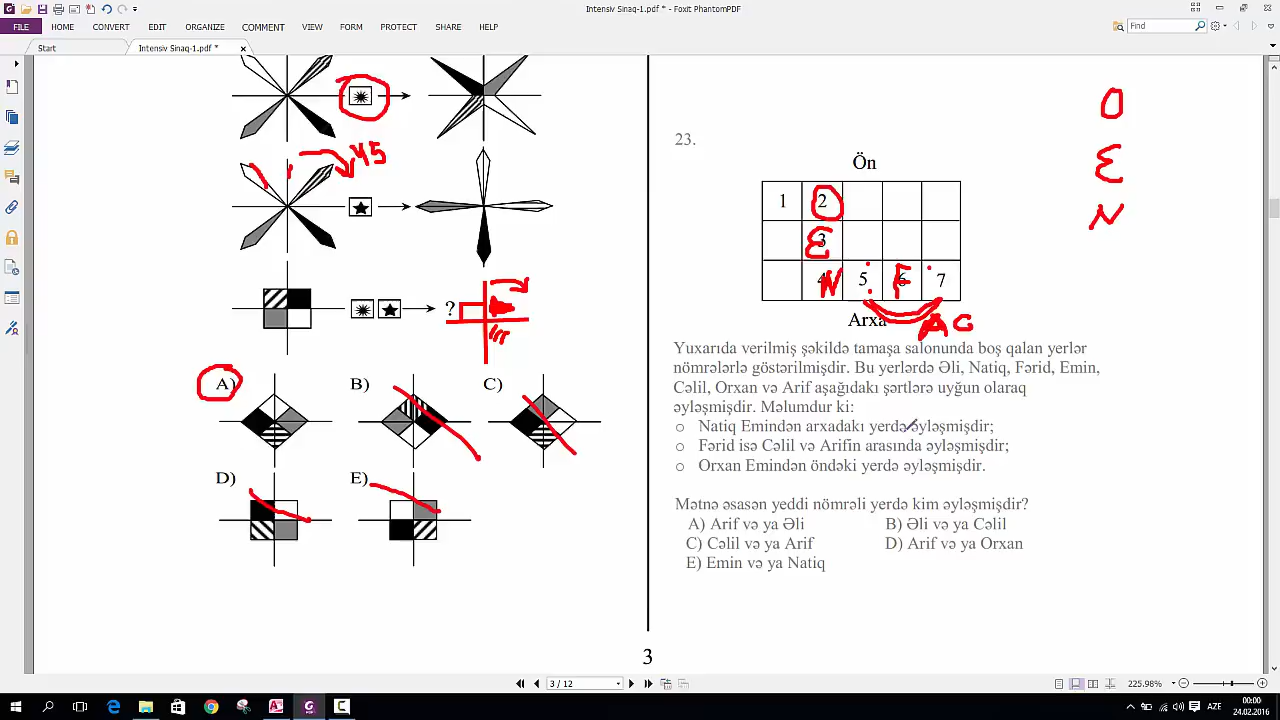 Intensiv Sinaq-1.pdf * - Foxit PhantomPDF
FILE HOME CONVERT EDIT ORGANIZE COMMENT VIEW FORM PROTECT SHARE HELP
Find
Start
Intensiv Sinaq-1.pdf *
45
?
A)
B)
C)
D)
E)
3
O
Ɛ
N
23.
Ön
1 2
Ɛ
N 5 F 7
Arxa
A C
Yuxarıda verilmiş şəkildə tamaşa salonunda boş qalan yerlər
nömrələrlə göstərilmişdir. Bu yerlərdə Əli, Natiq, Fərid, Emin,
Cəlil, Orxan və Arif aşağıdakı şərtlərə uyğun olaraq
əyləşmişdir. Məlumdur ki:
o Natiq Emindən arxadakı yerdə əyləşmişdir;
o Fərid isə Cəlil və Arifin arasında əyləşmişdir;
o Orxan Emindən öndəki yerdə əyləşmişdir.
Mətnə əsasən yeddi nömrəli yerdə kim əyləşmişdir?
A) Arif və ya Əli
B) Əli və ya Cəlil
C) Cəlil və ya Arif
D) Arif və ya Orxan
E) Emin və ya Natiq
3 / 12
225.98%
AZE
00:00
24.02.2016